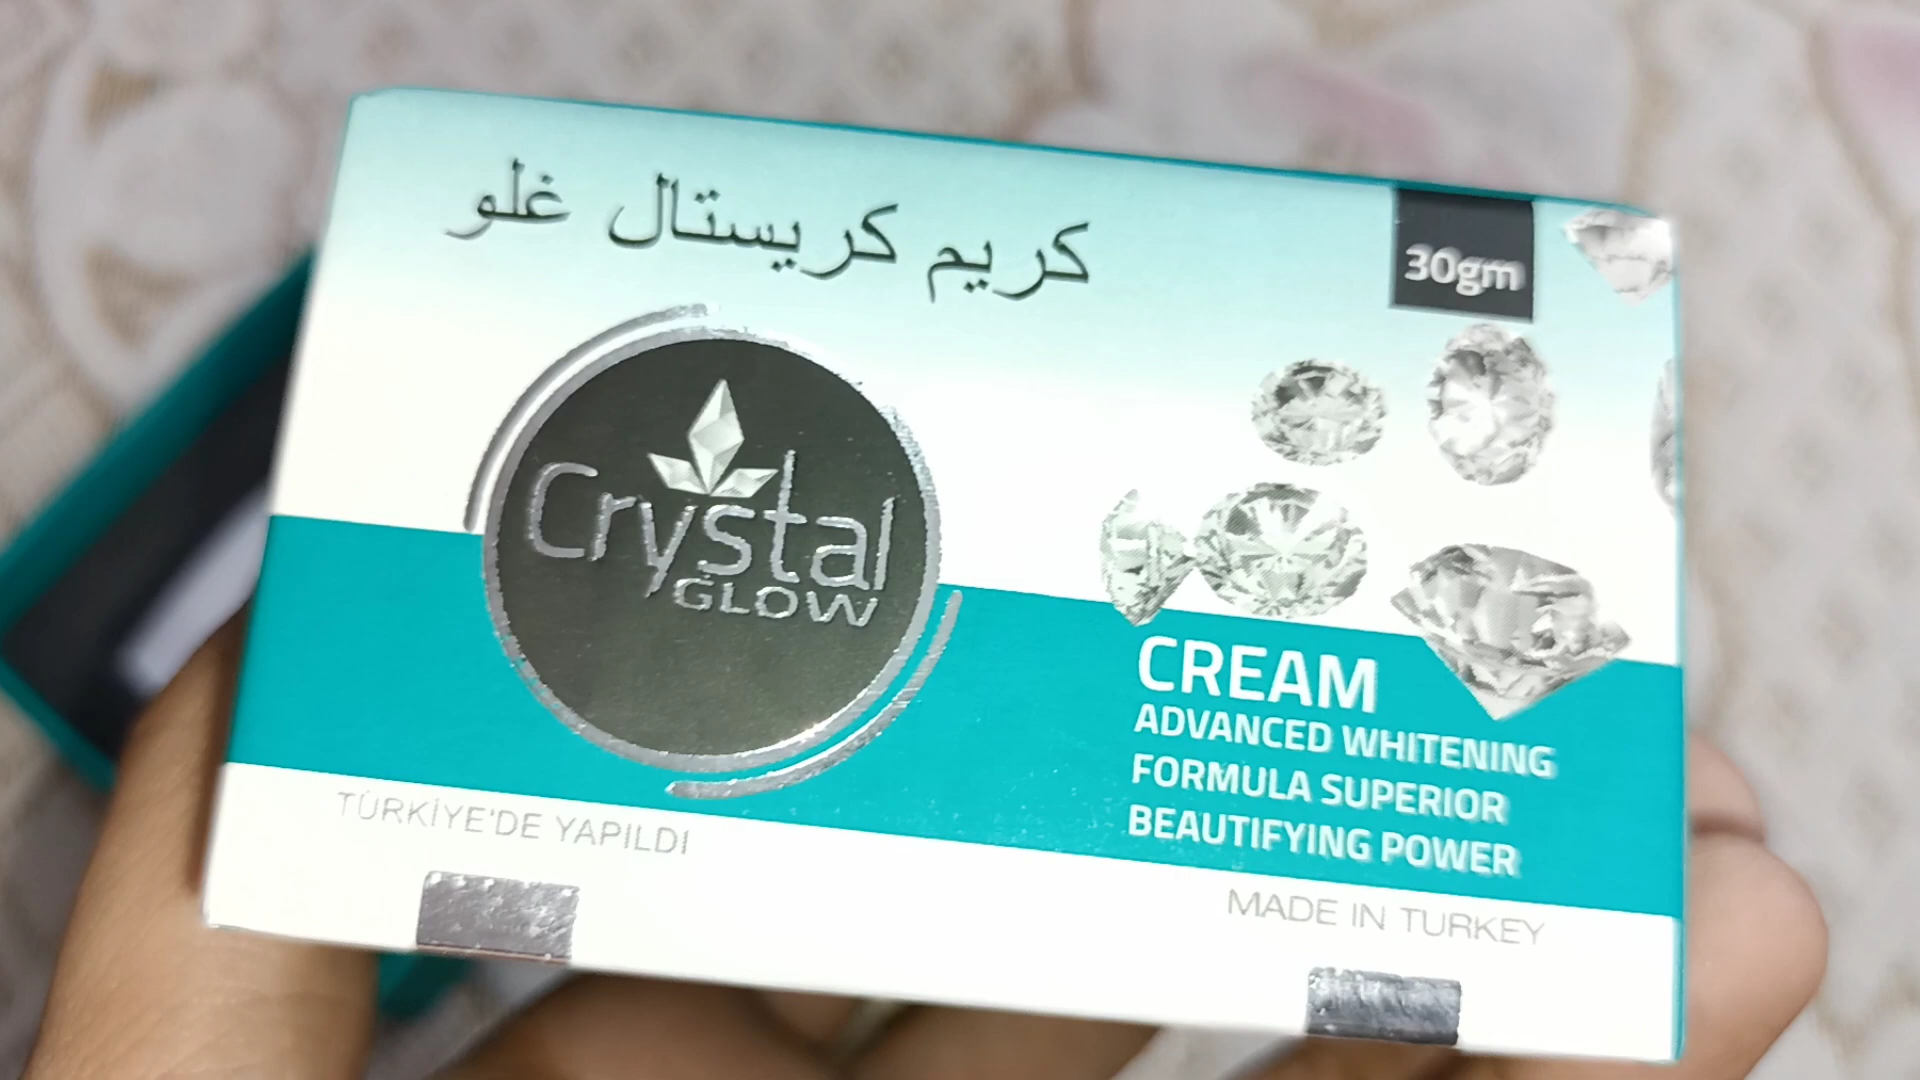 كريم كريستال غلو
30gm
Crystal
GLOW
CREAM
ADVANCED WHITENING
FORMULA SUPERIOR
BEAUTIFYING POWER
TÜRKİYE'DE YAPILDI
MADE IN TURKEY